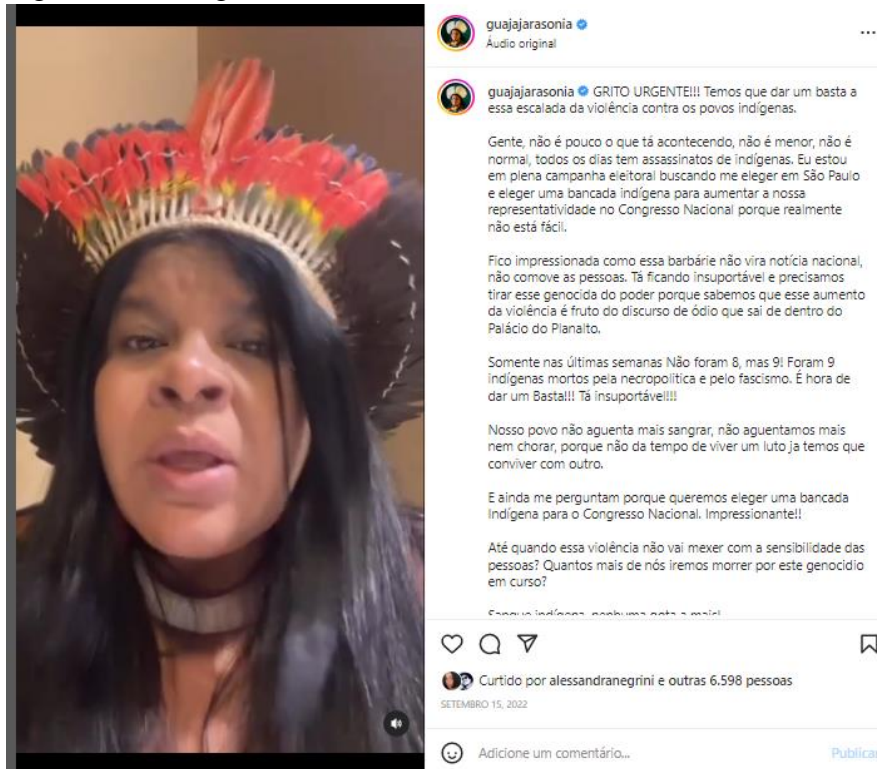 guajajarasonia
Áudio original
guajajarasonia GRITO URGENTE!!! Temos que dar um basta a
essa escalada da violência contra os povos indígenas.
Gente, não é pouco o que tá acontecendo, não é menor, não é
normal, todos os dias tem assassinatos de indígenas. Eu estou
em plena campanha eleitoral buscando me eleger em São Paulo
e eleger uma bancada indígena para aumentar a nossa
representatividade no Congresso Nacional porque realmente
não está fácil.
Fico impressionada como essa barbárie não vira notícia nacional,
não comove as pessoas. Tá ficando insuportável e precisamos
tirar esse genocida do poder porque sabemos que esse aumento
da violência é fruto do discurso de ódio que sai de dentro do
Palácio do Planalto.
Somente nas últimas semanas Não foram 8, mas 9! Foram 9
indígenas mortos pela necropolitica e pelo fascismo. É hora de
dar um Basta!!! Tá insuportável!!!!
Nosso povo não aguenta mais sangrar, não aguentamos mais
nem chorar, porque não da tempo de viver um luto ja temos que
conviver com outro.
E ainda me perguntam porque queremos eleger uma bancada
Indígena para o Congresso Nacional. Impressionante!!
Até quando essa violência não vai mexer com a sensibilidade das
pessoas? Quantos mais de nós iremos morrer por este genocidio
em curso?
Sangue indígena, nenhuma gota a mais!
Curtido por alessandranegrini e outras 6.598 pessoas
SETEMBRO 15, 2022
Adicione um comentário...
Publicar